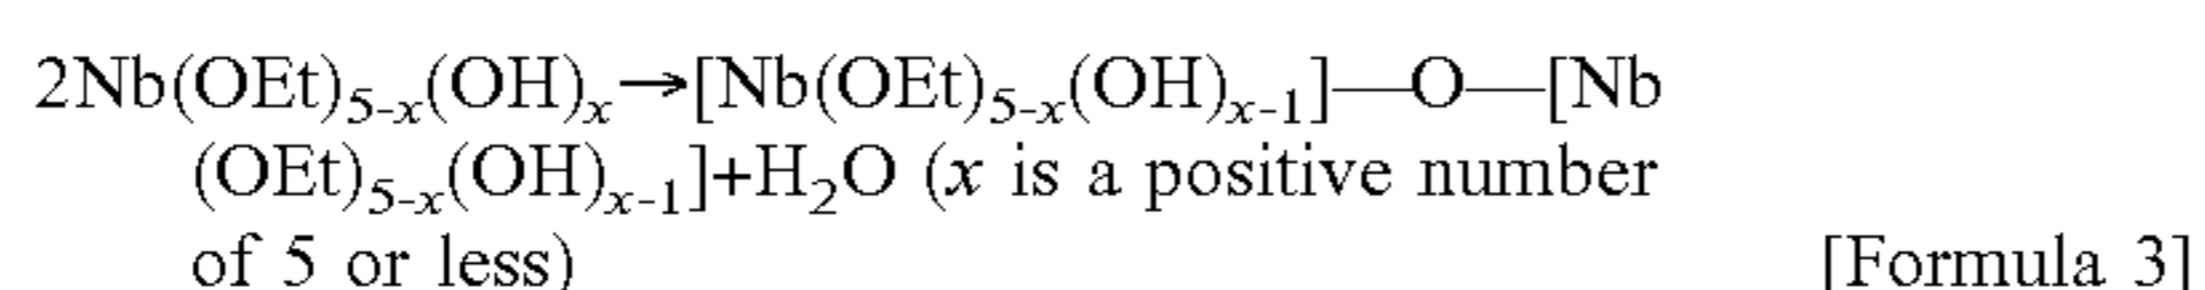 2Nb(OEt)₅₋ₓ(OH)ₓ→[Nb(OEt)₅₋ₓ(OH)ₓ₋₁]—O—[Nb
(OEt)₅₋ₓ(OH)ₓ₋₁]+H₂O (x is a positive number
of 5 or less) [Formula 3]